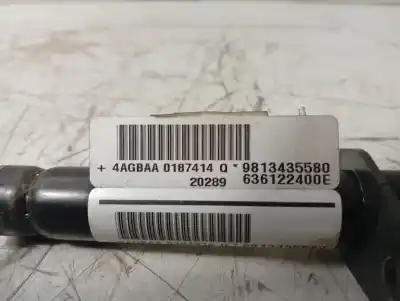 + 4AGBAA 0187414 Q * 9813435580
20289 636122400E